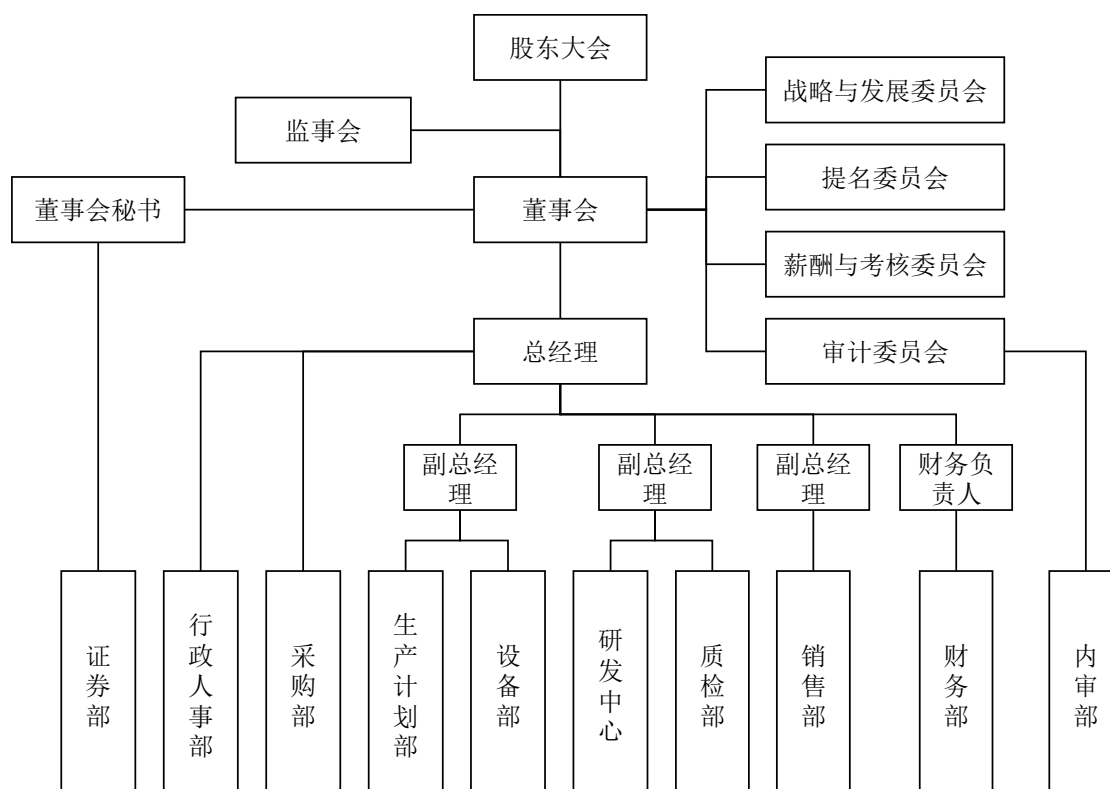 股东大会
战略与发展委员会
监事会
提名委员会
董事会秘书
董事会
薪酬与考核委员会
总经理
审计委员会
副总经
理
副总经
理
副总经
理
财务负
责人
证券部
行政人事部
采购部
生产计划部
设备部
研发中心
质检部
销售部
财务部
内审部